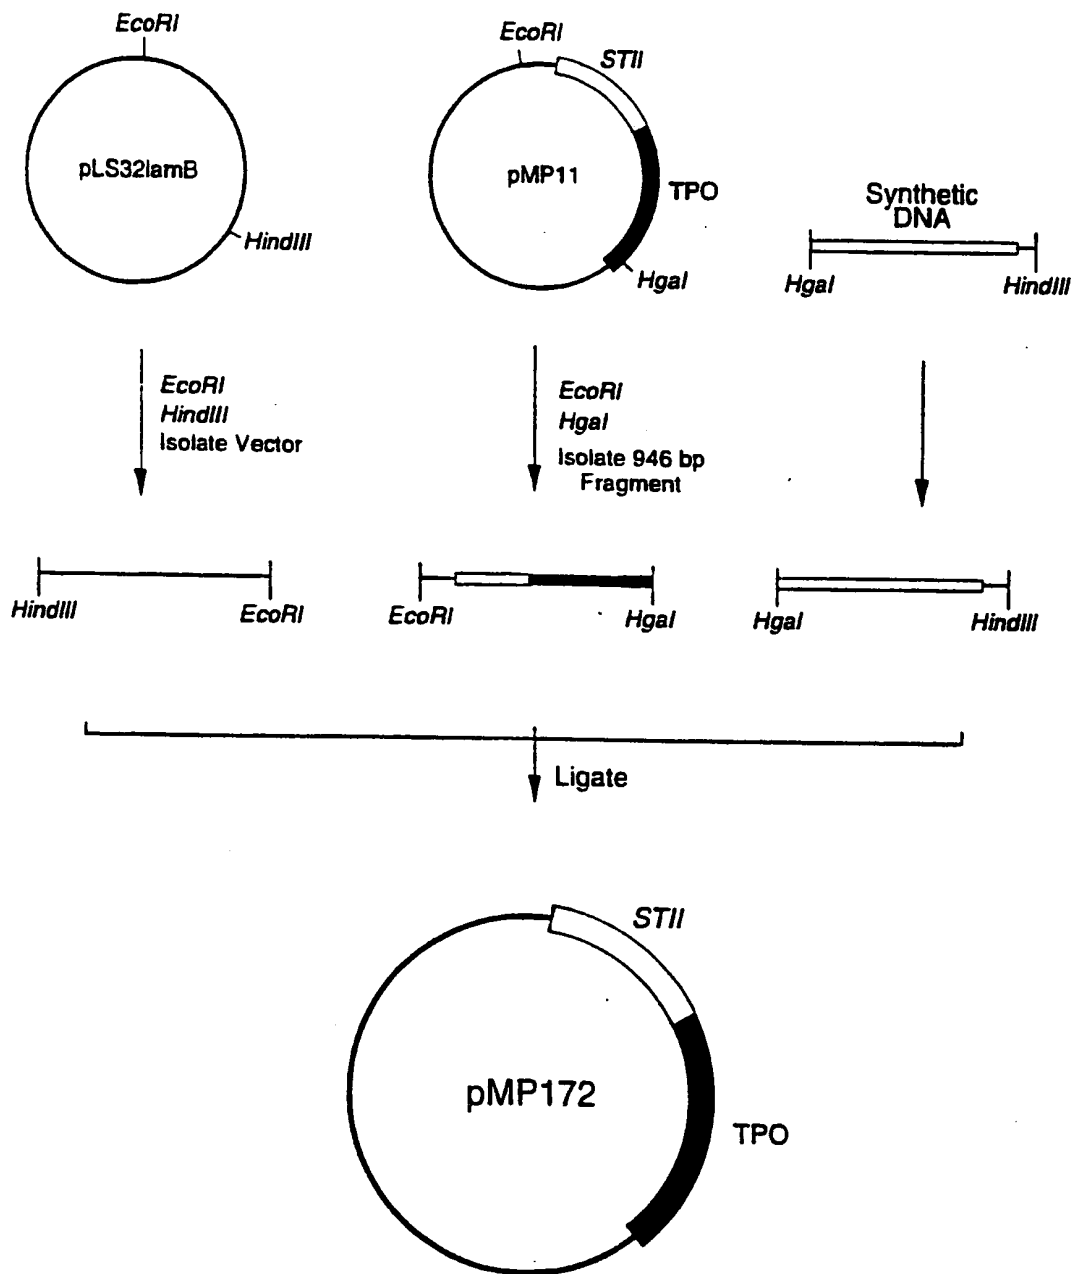 EcoRI
pLS32lamB
HindIII
EcoRI
STII
pMP11
TPO
HgaI
Synthetic
DNA
HgaI
HindIII
EcoRI
HindIII
Isolate Vector
EcoRI
HgaI
Isolate 946 bp
Fragment
HindIII
EcoRI
EcoRI
HgaI
HgaI
HindIII
Ligate
STII
pMP172
TPO